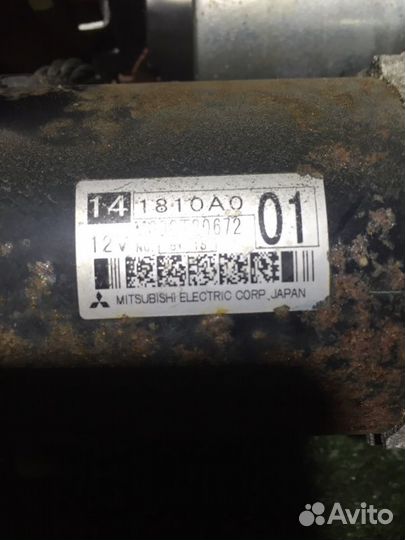 14 1810A0 01
12V
MITSUBISHI ELECTRIC CORP. JAPAN
Avito